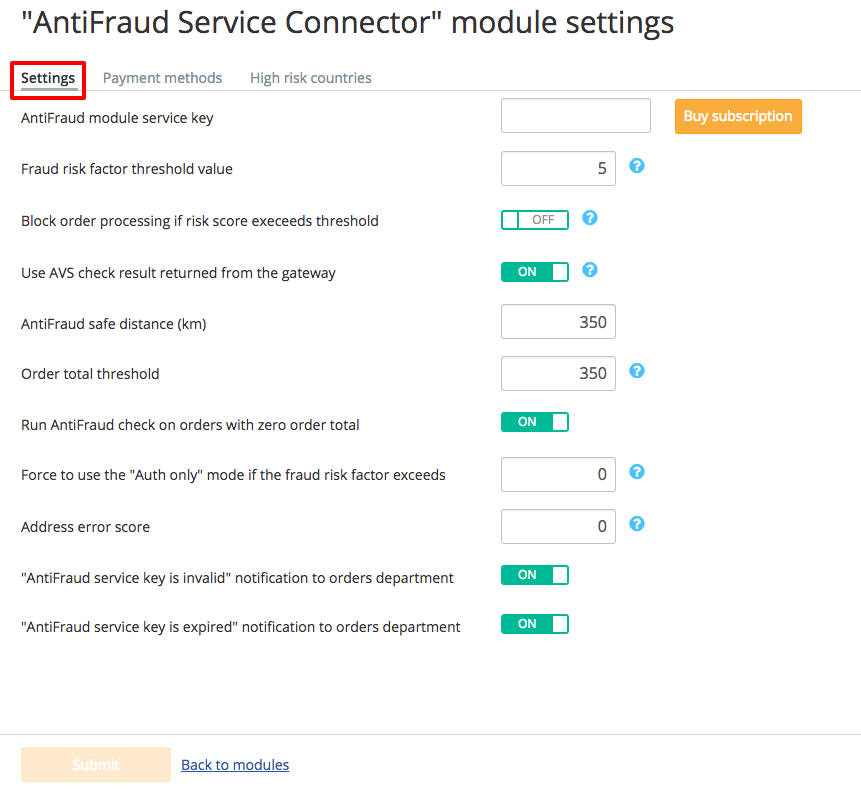 "AntiFraud Service Connector" module settings
Settings Payment methods High risk countries
AntiFraud module service key Buy subscription
Fraud risk factor threshold value 5 ?
Block order processing if risk score execeeds threshold OFF ?
Use AVS check result returned from the gateway ON ?
AntiFraud safe distance (km) 350
Order total threshold 350 ?
Run AntiFraud check on orders with zero order total ON
Force to use the "Auth only" mode if the fraud risk factor exceeds 0 ?
Address error score 0 ?
"AntiFraud service key is invalid" notification to orders department ON
"AntiFraud service key is expired" notification to orders department ON
Submit Back to modules